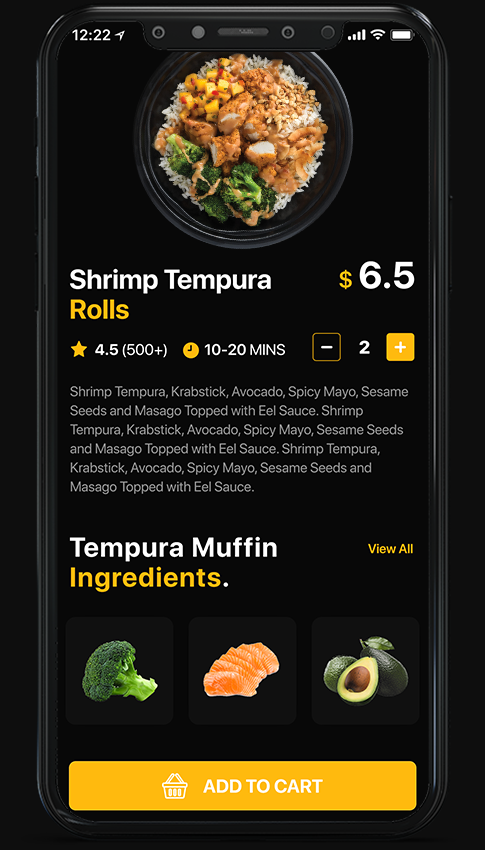 12:22
Shrimp Tempura
Rolls
$ 6.5
4.5 (500+) 10-20 MINS
− 2 +
Shrimp Tempura, Krabstick, Avocado, Spicy Mayo, Sesame
Seeds and Masago Topped with Eel Sauce. Shrimp
Tempura, Krabstick, Avocado, Spicy Mayo, Sesame Seeds
and Masago Topped with Eel Sauce. Shrimp Tempura,
Krabstick, Avocado, Spicy Mayo, Sesame Seeds and
Masago Topped with Eel Sauce.
Tempura Muffin
Ingredients.
View All
ADD TO CART